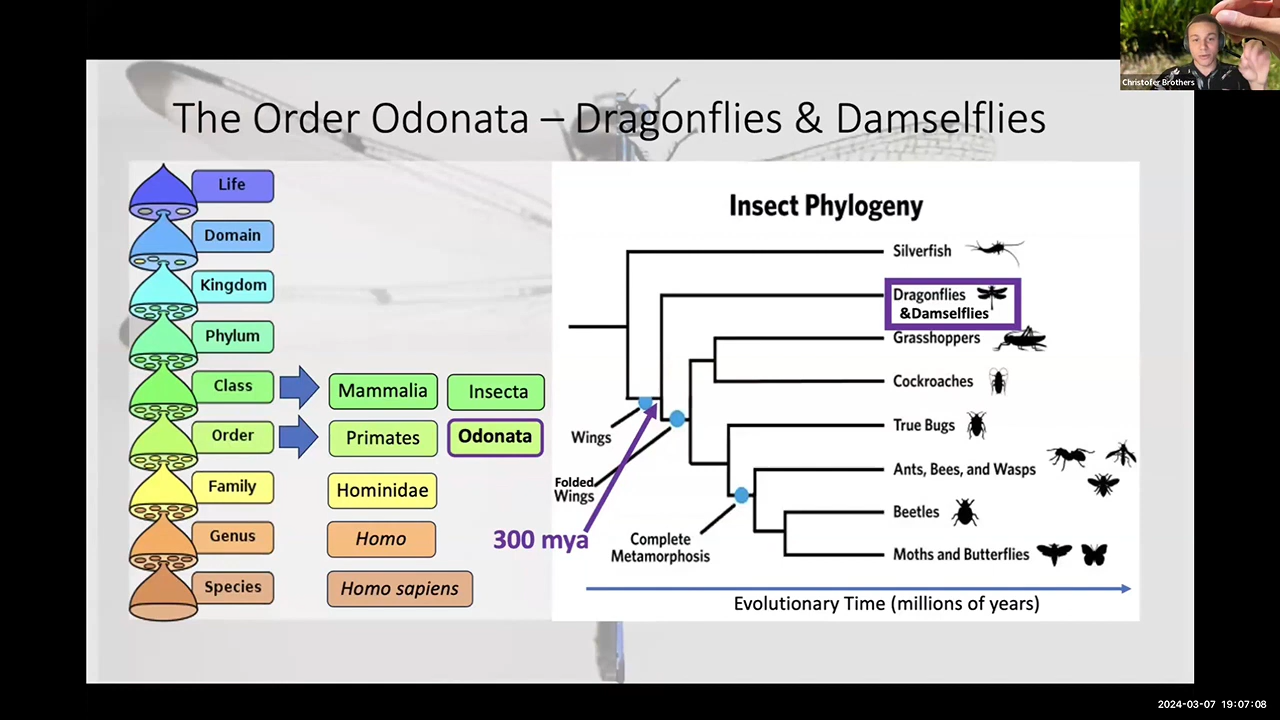 Christofer Brothers
The Order Odonata – Dragonflies & Damselflies
Life
Domain
Kingdom
Phylum
Class
Mammalia
Insecta
Order
Primates
Odonata
Family
Hominidae
Genus
Homo
Species
Homo sapiens
Insect Phylogeny
Silverfish
Dragonflies
&Damselflies
Grasshoppers
Cockroaches
True Bugs
Ants, Bees, and Wasps
Beetles
Moths and Butterflies
Wings
Folded
Wings
300 mya
Complete
Metamorphosis
Evolutionary Time (millions of years)
2024-03-07 19:07:08